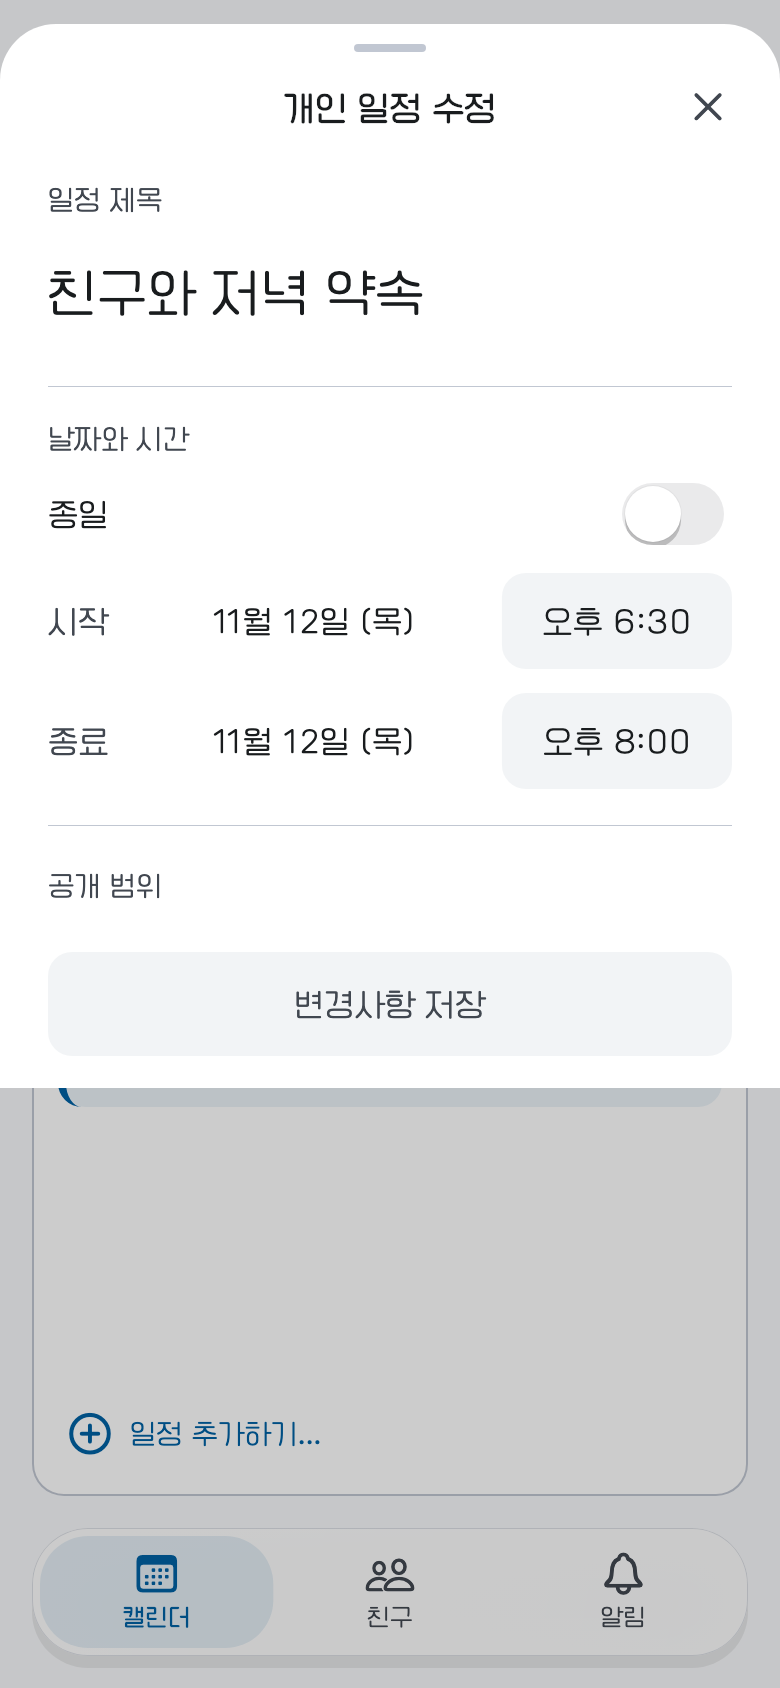 개인 일정 수정
일정 제목
친구와 저녁 약속
날짜와 시간
종일
시작 11월 12일 (목) 오후 6:30
종료 11월 12일 (목) 오후 8:00
공개 범위
변경사항 저장
일정 추가하기...
캘린더 친구 알림